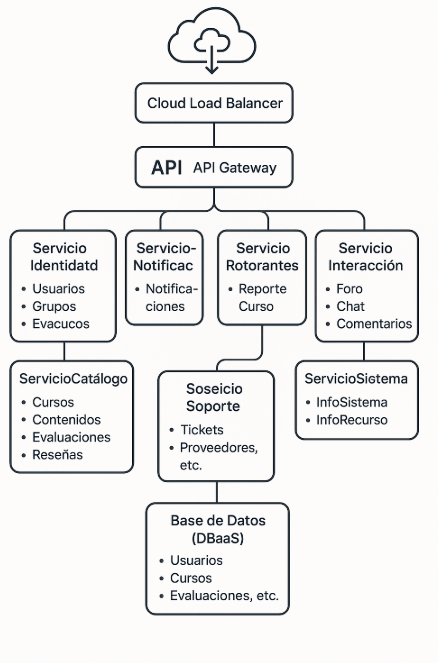 Cloud Load Balancer
API API Gateway
Servicio
Identidatd
• Usuarios
• Grupos
• Evacucos
Servicio-
Notificac
• Notifica-
ciones
Servicio
Rotorantes
• Reporte
Curso
Servicio
Interacción
• Foro
• Chat
• Comentarios
ServicioCatálogo
• Cursos
• Contenidos
• Evaluaciones
• Reseñas
Soseicio
Soporte
• Tickets
• Proveedores,
etc.
ServicioSistema
• InfoSistema
• InfoRecurso
Base de Datos
(DBaaS)
• Usuarios
• Cursos
• Evaluaciones, etc.